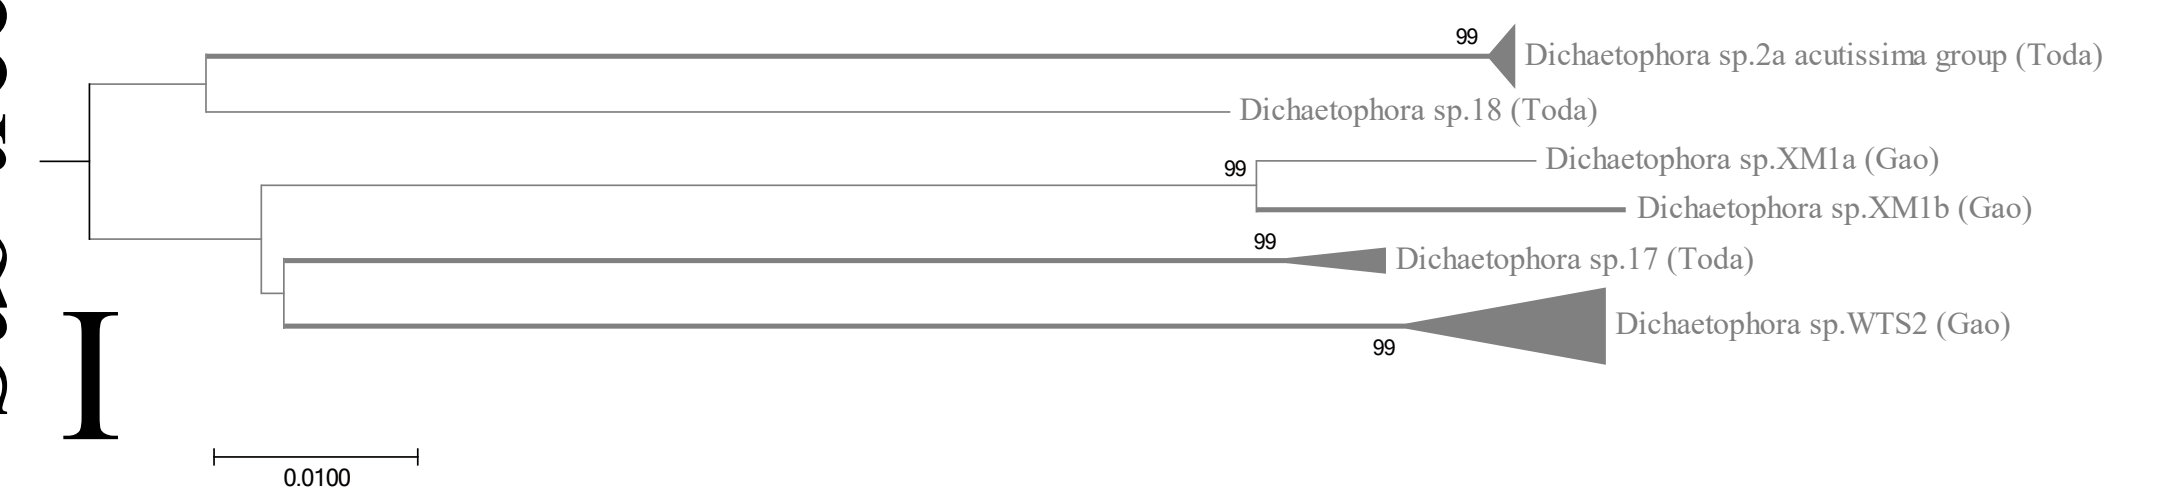 99
Dichaetophora sp.2a acutissima group (Toda)
Dichaetophora sp.18 (Toda)
99
Dichaetophora sp.XM1a (Gao)
Dichaetophora sp.XM1b (Gao)
99
Dichaetophora sp.17 (Toda)
Dichaetophora sp.WTS2 (Gao)
99
I
0.0100